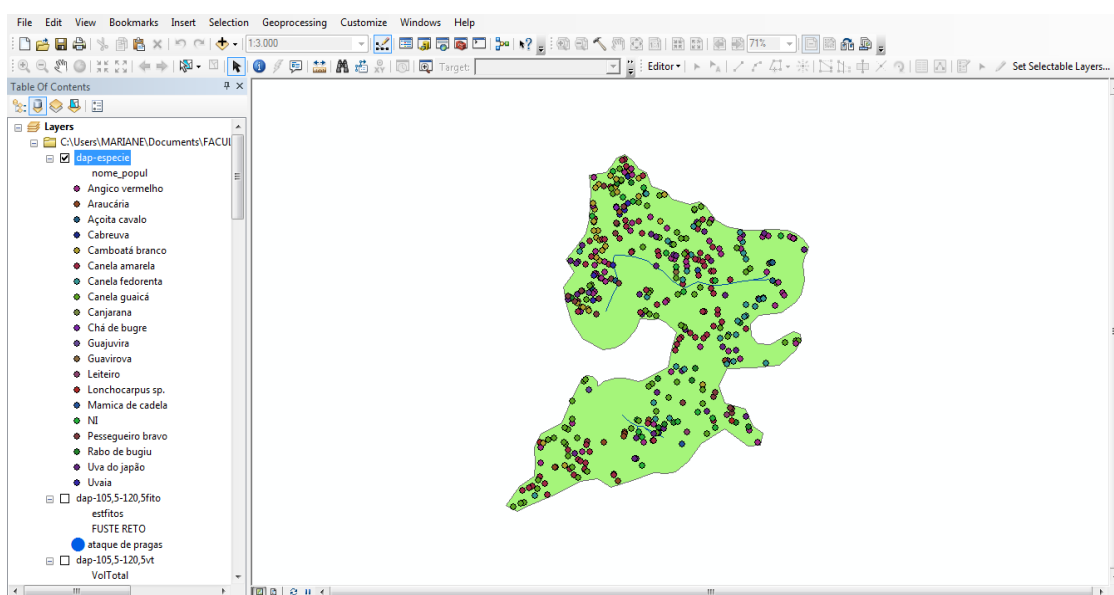 File Edit View Bookmarks Insert Selection Geoprocessing Customize Windows Help
1:3.000 71%
Target: Editor Set Selectable Layers...
Table Of Contents
Layers
C:\Users\MARIANE\Documents\FACUL
dap-especie
nome_popul
Angico vermelho
Araucária
Açoita cavalo
Cabreuva
Camboatá branco
Canela amarela
Canela fedorenta
Canela guaicá
Canjarana
Chá de bugre
Guajuvira
Guavirova
Leiteiro
Lonchocarpus sp.
Mamica de cadela
NI
Pessegueiro bravo
Rabo de bugiu
Uva do japão
Uvaia
dap-105,5-120,5fito
estfitos
FUSTE RETO
ataque de pragas
dap-105,5-120,5vt
VolTotal